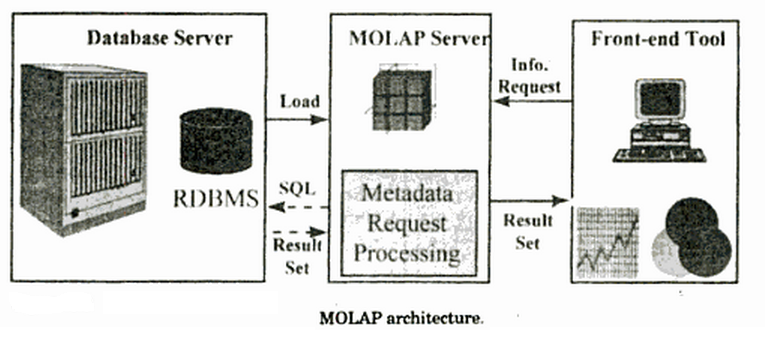 Database Server
MOLAP Server
Front-end Tool
Info.
Request
Load
RDBMS
SQL
Result
Set
Metadata
Request
Processing
Result
Set
MOLAP architecture.